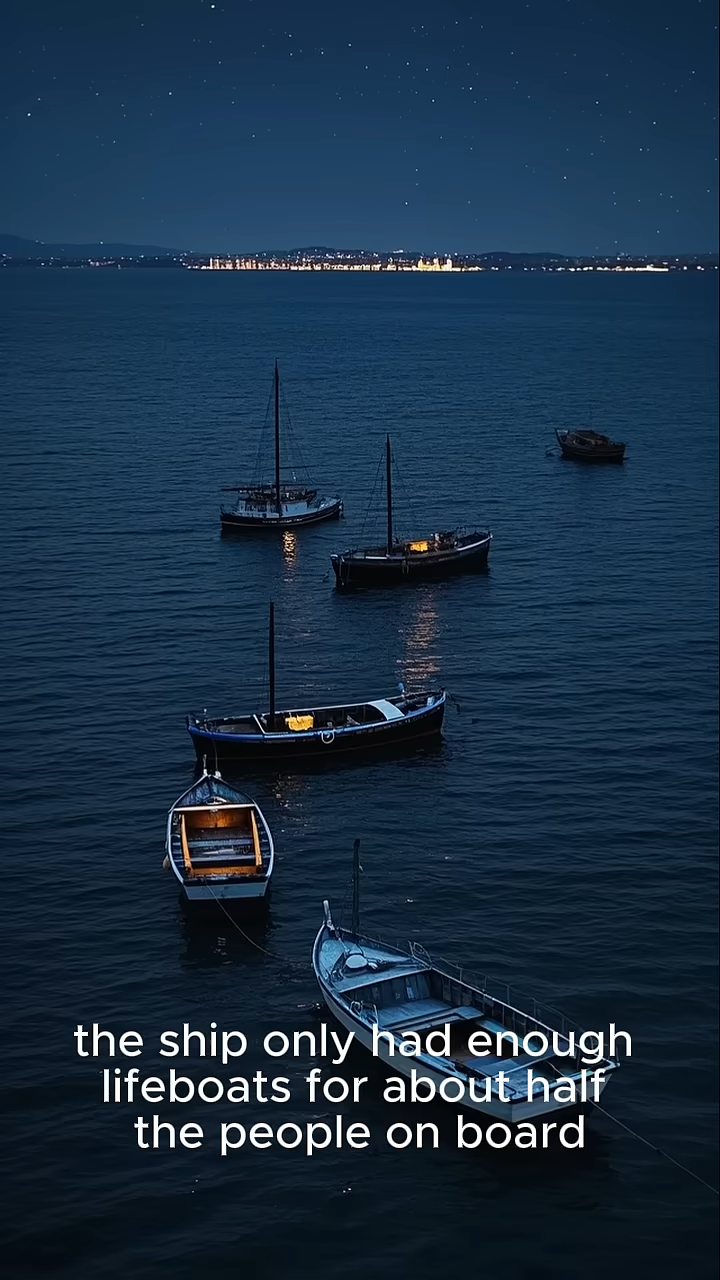 the ship only had enough
lifeboats for about half
the people on board